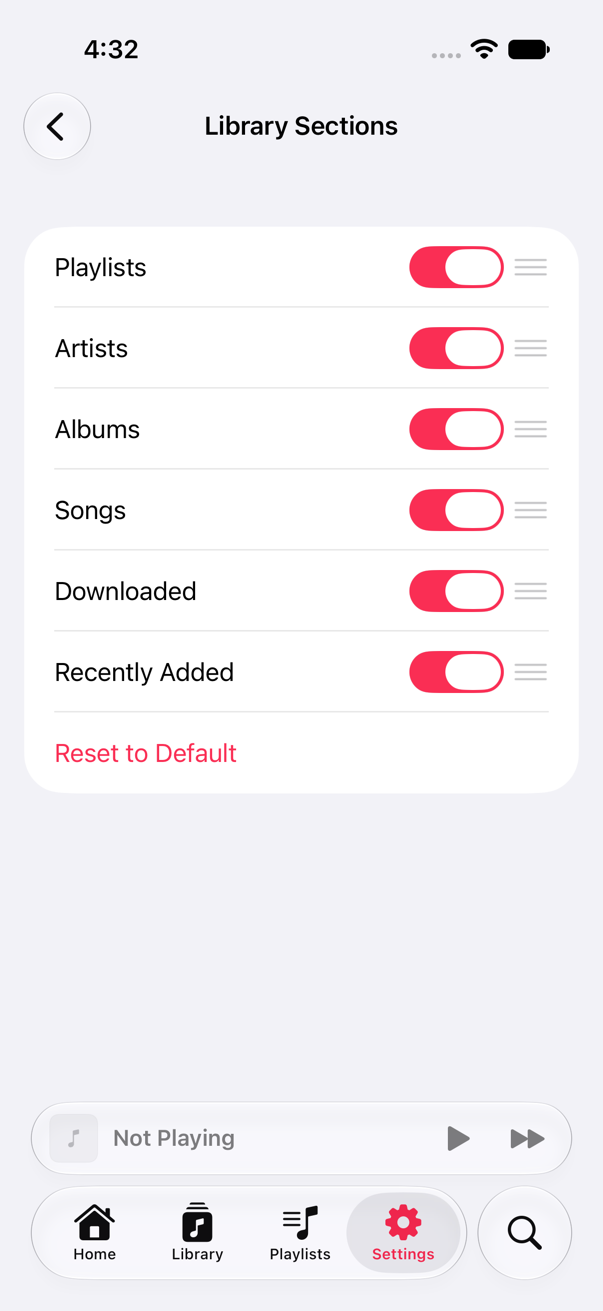 4:32
Library Sections
Playlists
Artists
Albums
Songs
Downloaded
Recently Added
Reset to Default
Not Playing
Home
Library
Playlists
Settings